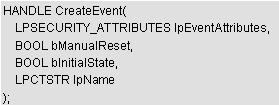 HANDLE CreateEvent(
LPSECURITY_ATTRIBUTES lpEventAttributes,
BOOL bManualReset,
BOOL bInitialState,
LPCTSTR lpName
);